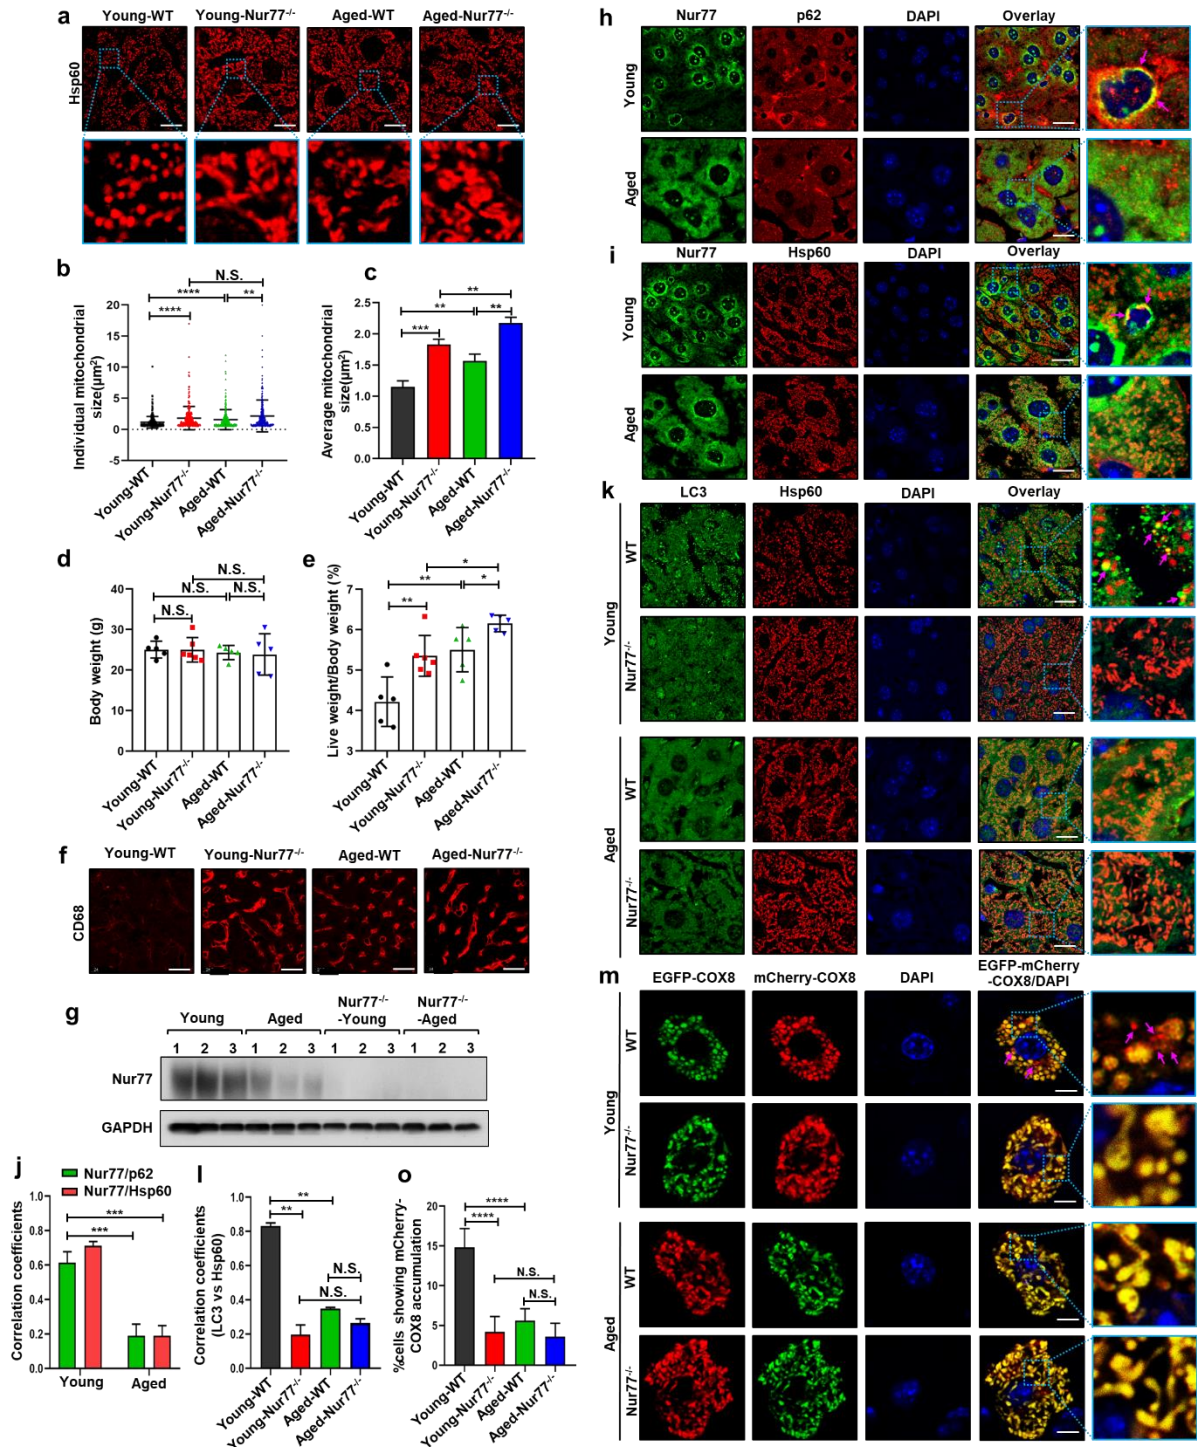 a
Young-WT Young-Nur77-/- Aged-WT Aged-Nur77-/-
Hsp60
b
N.S.
**** **
****
Individual mitochondrial
size(μm²)
20
15
10
5
0
-5
Young-WT Young-Nur77-/- Aged-WT Aged-Nur77-/-
c
**
** **
***
Average mitochondrial
size(μm²)
2.5
2.0
1.5
1.0
0.5
0.0
Young-WT Young-Nur77-/- Aged-WT Aged-Nur77-/-
d
N.S.
N.S. N.S.
N.S.
Body weight (g)
40
30
20
10
0
Young-WT Young-Nur77-/- Aged-WT Aged-Nur77-/-
e
*
** *
**
Live weight/Body weight (%)
7
6
5
4
3
Young-WT Young-Nur77-/- Aged-WT Aged-Nur77-/-
f
Young-WT Young-Nur77-/- Aged-WT Aged-Nur77-/-
CD68
g
Young Aged Nur77-/- -Young Nur77-/- -Aged
1 2 3 1 2 3 1 2 3 1 2 3
Nur77
GAPDH
j
Nur77/p62
Nur77/Hsp60
***
***
Correlation coefficients
1.0
0.8
0.6
0.4
0.2
0.0
Young Aged
l
**
**
N.S.
N.S.
Correlation coefficients
(LC3 vs Hsp60)
1.0
0.8
0.6
0.4
0.2
0.0
Young-WT Young-Nur77-/- Aged-WT Aged-Nur77-/-
o
****
****
N.S.
N.S.
%cells showing mCherry-
COX8 accumulation
20
15
10
5
0
Young-WT Young-Nur77-/- Aged-WT Aged-Nur77-/-
h
Nur77 p62 DAPI Overlay
Young
Aged
i
Nur77 Hsp60 DAPI Overlay
Young
Aged
k
LC3 Hsp60 DAPI Overlay
Young
WT
Nur77-/-
Aged
WT
Nur77-/-
m
EGFP-COX8 mCherry-COX8 DAPI EGFP-mCherry
-COX8/DAPI
Young
WT
Nur77-/-
Aged
WT
Nur77-/-